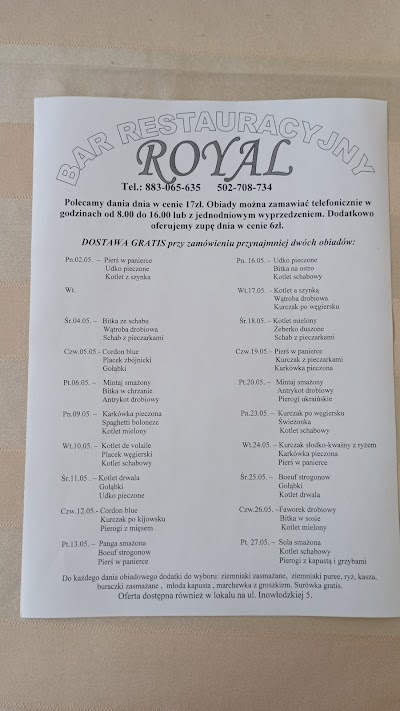 BAR RESTAURACYJNY
ROYAL
Tel.: 883-065-635 502-708-734
Polecamy dania dnia w cenie 17zł. Obiady można zamawiać telefonicznie w
godzinach od 8.00 do 16.00 lub z jednodniowym wyprzedzeniem. Dodatkowo
oferujemy zupę dnia w cenie 6zł.
DOSTAWA GRATIS przy zamówieniu przynajmniej dwóch obiadów:
Pn.02.05. – Pierś w panierce
Udko pieczone
Kotlet z szynka
Wt.
Śr.04.05. – Bitka ze schabu
Wątroba drobiowa
Schab z pieczarkami
Czw.05.05.- Cordon blue
Placek zbójnicki
Gołąbki
Pt.06.05. – Mintaj smażony
Bitka w chrzanie
Antrykot drobiowy
Pn.09.05. – Karkówka pieczona
Spaghetti boloneze
Kotlet mielony
Wt.10.05. – Kotlet de volaile
Placek węgierski
Kotlet schabowy
Śr.11.05 . – Kotlet drwala
Gołąbki
Udko pieczone
Czw.12.05.- Cordon blue
Kurczak po kijowsku
Pierogi z mięsem
Pt.13.05. – Panga smażona
Boeuf strogonow
Pierś w panierce
Pn. 16.05. - Udko pieczone
Bitka na ostro
Kotlet schabowy
Wt.17.05. - Kotlet a szynką
Wątroba drobiowa
Kurczak po węgiersku
Śr.18.05. – Kotlet mielony
Żeberko duszone
Schab z pieczarkami
Czw.19.05.– Pierś w panierce
Kurczak z pieczarkami
Karkówka pieczona
Pt.20.05. – Mintaj smażony
Antrykot drobiowy
Pierogi ukraińskie
Pn.23.05. – Kurczak po węgiersku
Świeżonka
Kotlet schabowy
Wt.24.05. – Kurczak słodko-kwaśny z ryżem
Karkówka pieczona
Pierś w panierce
Śr.25.05. – Boeuf strogonow
Gołąbki
Kotlet drwala
Czw.26.05. –Faworek drobiowy
Bitka w sosie
Kotlet mielony
Pt. 27.05. – Sola smażona
Kotlet schabowy
Pierogi z kapustą i grzybami
Do każdego dania obiadowego dodatki do wyboru: ziemniaki zasmażane, ziemniaki puree, ryż, kasza,
buraczki zasmażane , młoda kapusta , marchewka z groszkiem. Surówka gratis.
Oferta dostępna również w lokalu na ul. Inowłodzkiej 5.